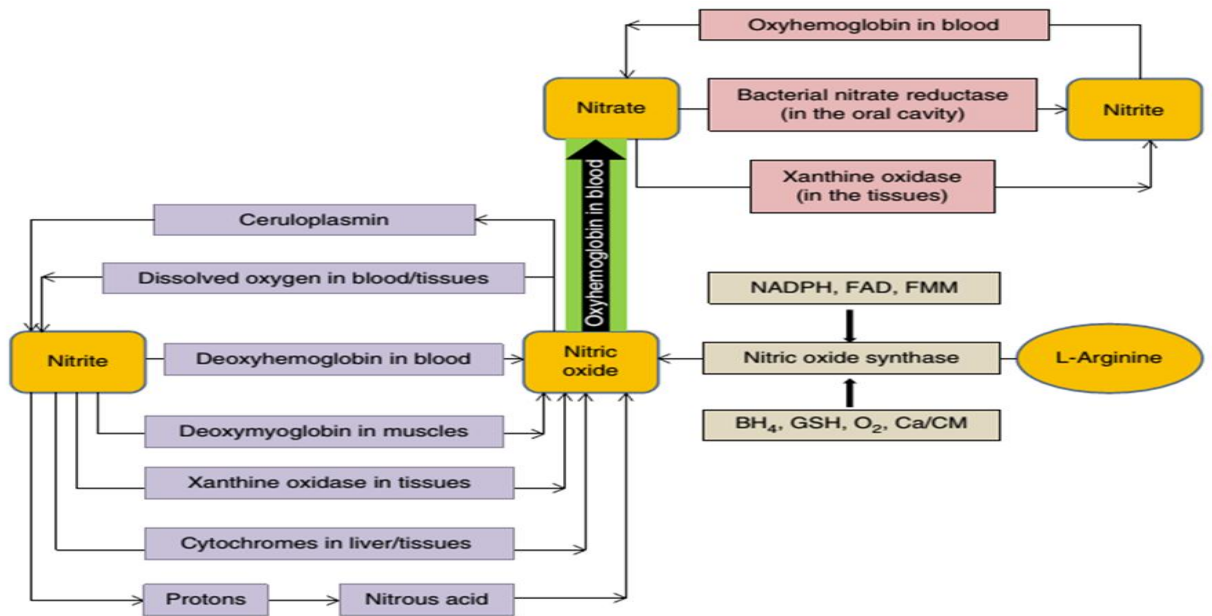 Oxyhemoglobin in blood
Nitrate
Bacterial nitrate reductase
(in the oral cavity)
Nitrite
Xanthine oxidase
(in the tissues)
Oxyhemoglobin in blood
Ceruloplasmin
Dissolved oxygen in blood/tissues
NADPH, FAD, FMM
Nitrite
Deoxyhemoglobin in blood
Nitric
oxide
Nitric oxide synthase
L-Arginine
BH₄, GSH, O₂, Ca/CM
Deoxymyoglobin in muscles
Xanthine oxidase in tissues
Cytochromes in liver/tissues
Protons
Nitrous acid